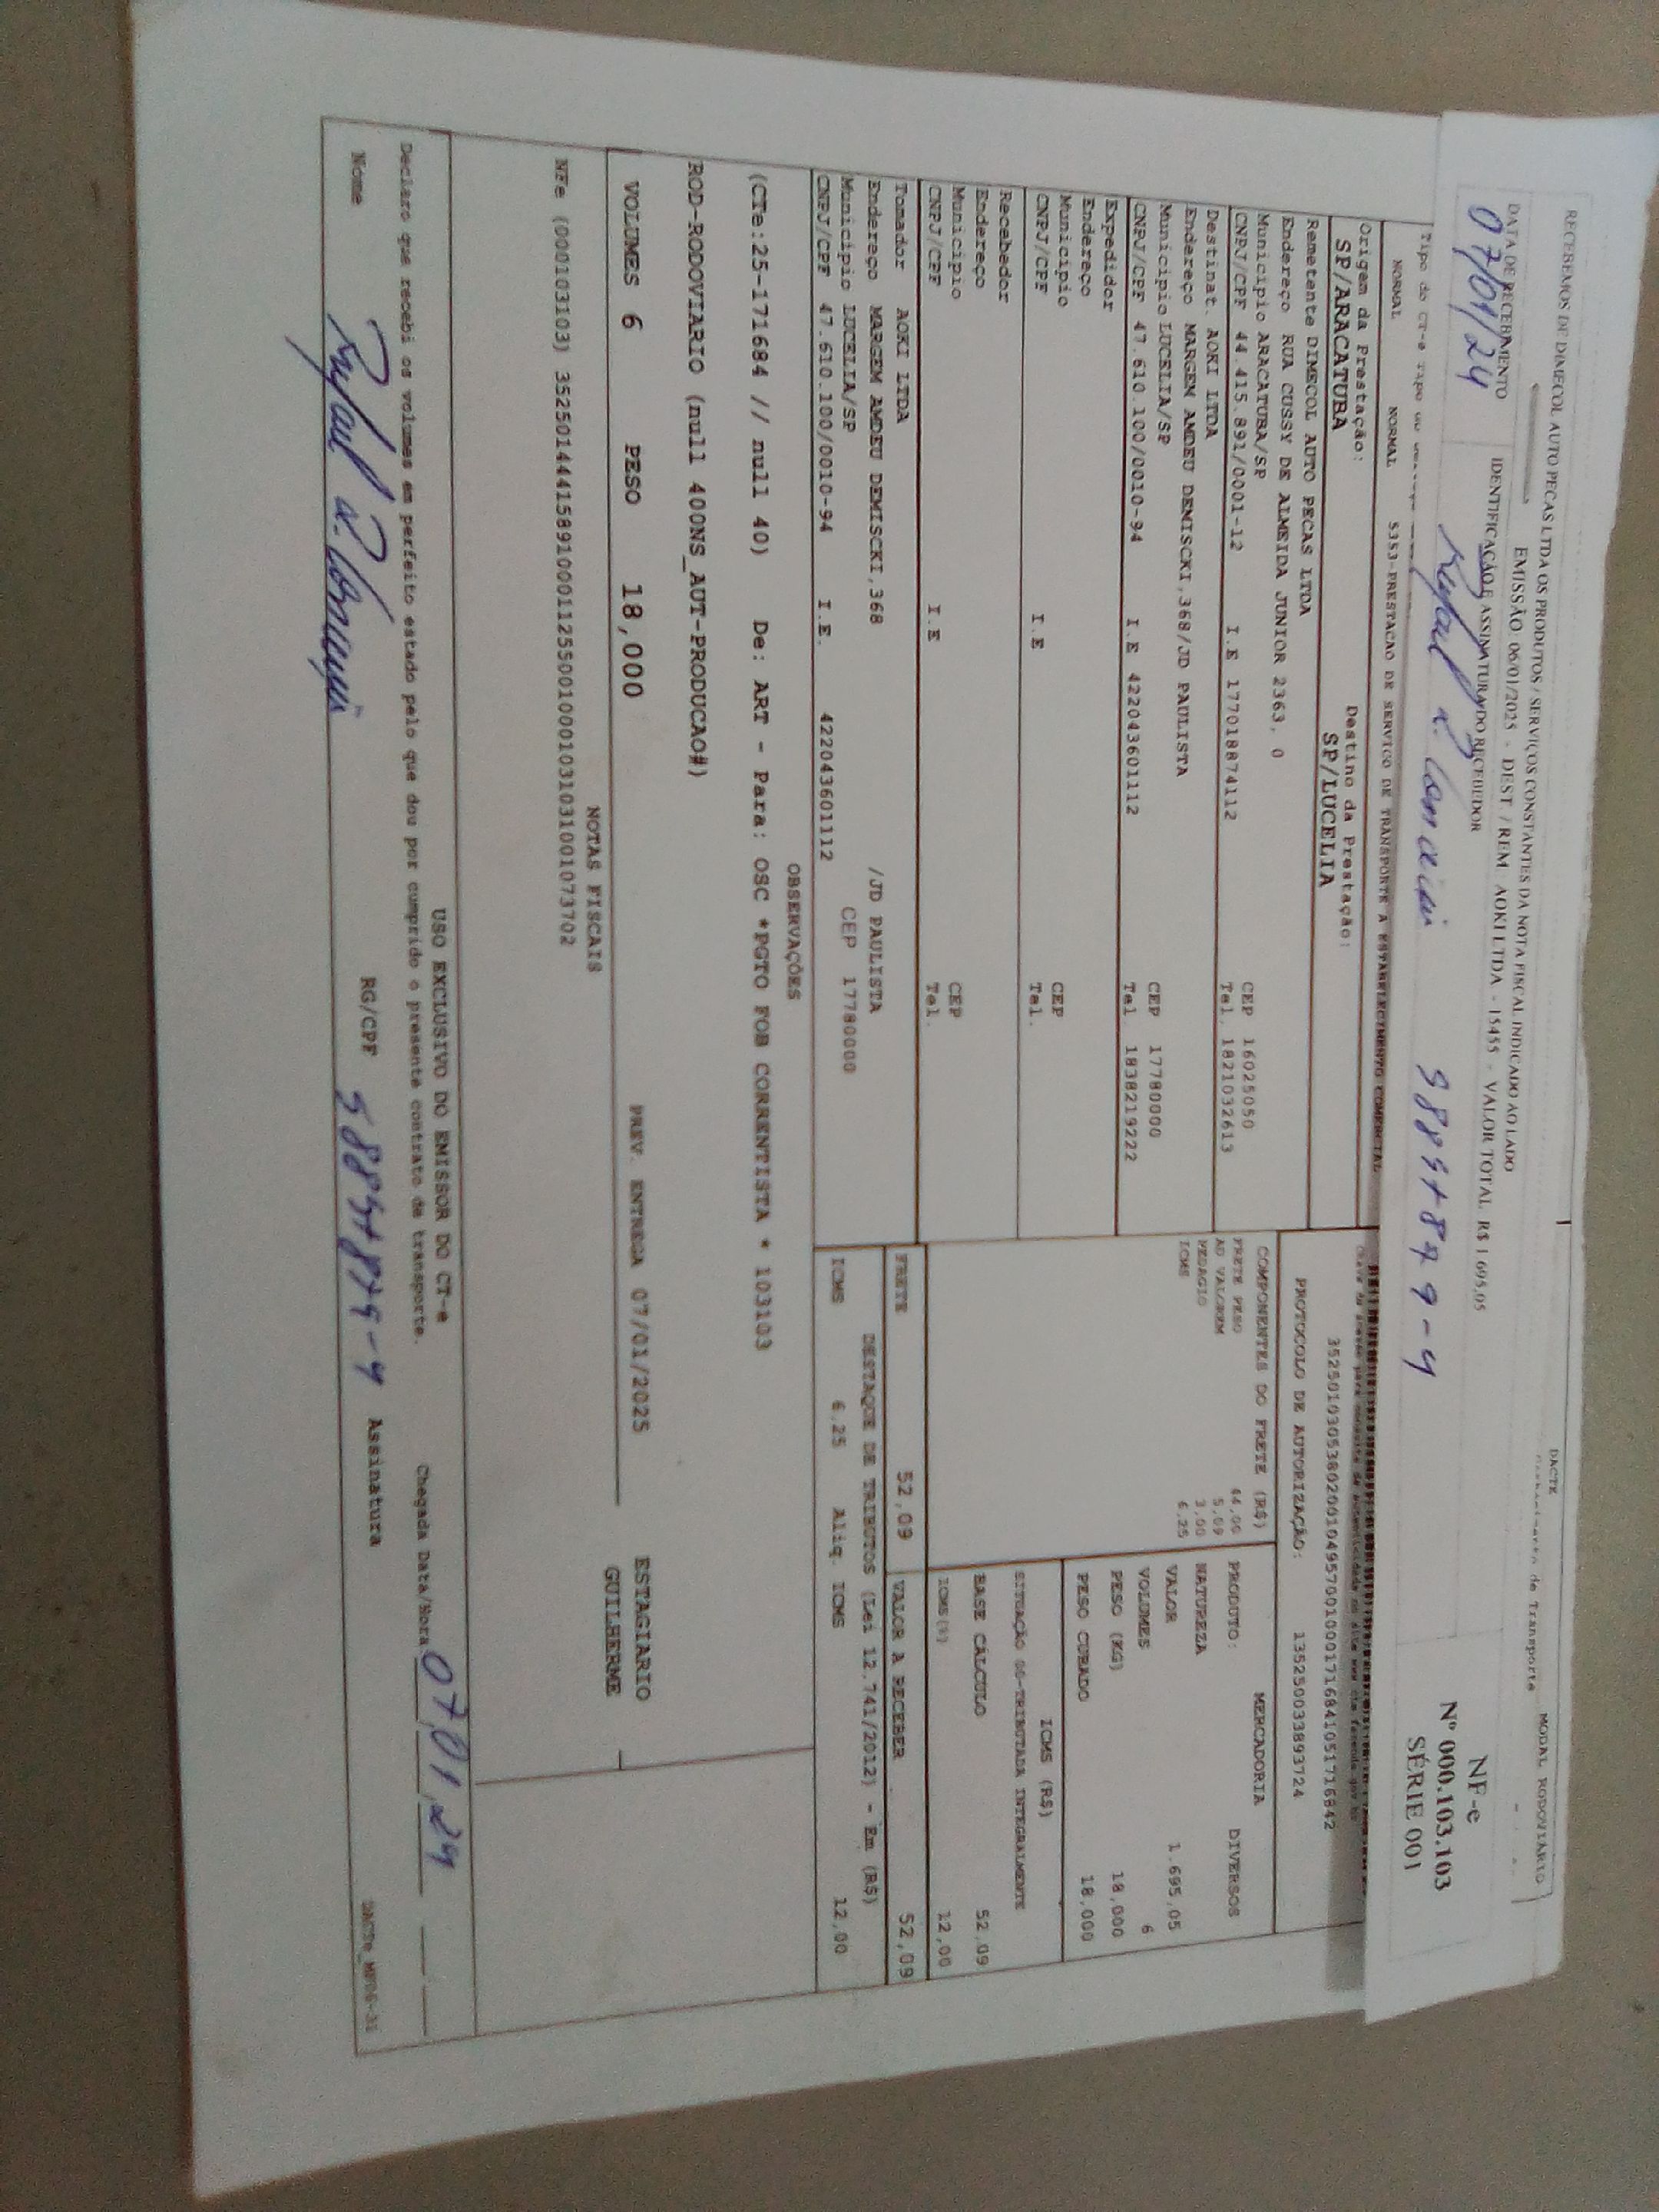 RECEBEMOS DE DIMECOL AUTO PECAS LTDA OS PRODUTOS / SERVIÇOS CONSTANTES DA NOTA FISCAL INDICADO AO LADO
EMISSÃO: 06/01/2025 - DEST. / REM: AOKI LTDA - 15455 - VALOR TOTAL: R$ 1.695,05
DATA DE RECEBIMENTO
IDENTIFICAÇÃO E ASSINATURA DO RECEBEDOR
07/01/24
NF-e
Nº 000.103.103
SÉRIE 001
DACTE
de Transporte
MODAL RODOVIARIO
Tipo do CT-e
NORMAL NORMAL 5353-PRESTACAO DE SERVICO DE TRANSPORTE A ESTABELECIMENTO COMERCIAL
Origem da Prestação:
SP/ARACATUBA
Destino da Prestação:
SP/LUCELIA
35250103053802001049570010001716841051716842
PROTOCOLO DE AUTORIZAÇÃO: 135250033893724
Remetente DIMECOL AUTO PECAS LTDA
Endereço RUA CUSSY DE ALMEIDA JUNIOR 2363, 0
Municipio ARACATUBA/SP CEP 16025050
CNPJ/CPF 44.415.891/0001-12 I.E 177018874112 Tel. 1821032613
Destinat. AOKI LTDA
Endereço MARGEM AMDEU DEMISCKI,368/JD PAULISTA
Municipio LUCELIA/SP CEP 17780000
CNPJ/CPF 47.610.100/0010-94 I.E 42204360112 Tel. 1838219222
Expedidor
Endereço
Municipio CEP
CNPJ/CPF I.E Tel.
Recebedor
Endereço
Municipio CEP
CNPJ/CPF I.E Tel.
COMPONENTES DO FRETE (R$)
FRETE PESO 44,00
AD VALOREM 5,09
PEDAGIO 3,00
ICMS 6,25
MERCADORIA
PRODUTO: DIVERSOS
NATUREZA
VALOR 1.695,05
VOLUMES 6
PESO (KG) 18,000
PESO CUBADO 18,000
ICMS (R$)
SITUAÇÃO 00-TRIBUTADA INTEGRALMENTE
BASE CÁLCULO 52,09
ICMS(%) 12,00
Tomador AOKI LTDA
Endereço MARGEM AMDEU DEMISCKI,368 /JD PAULISTA
Municipio LUCELIA/SP CEP 17780000
CNPJ/CPF 47.610.100/0010-94 I.E. 42204360112
FRETE 52,09 VALOR A RECEBER 52,09
DESTAQUE DE TRIBUTOS (Lei 12.741/2012) - Em (R$)
ICMS 6,25 Aliq. ICMS 12,00
OBSERVAÇÕES
(CTe:25-171684 // null 40) De: ART - Para: OSC *PGTO FOB CORRENTISTA * 103103
ROD-RODOVIARIO (null 400NS_AUT-PRODUCAO#)
VOLUMES 6 PESO 18,000 PREV. ENTREGA 07/01/2025
ESTAGIARIO
GUILHERME
NOTAS FISCAIS
NFe (000103103) 35250144415891000112550010001031031001073702
USO EXCLUSIVO DO EMISSOR DO CT-e
Declaro que recebi os volumes em perfeito estado pelo que dou por cumprido o presente contrato de transporte. Chegada Data/Hora 07,01,24
Nome RG/CPF Assinatura